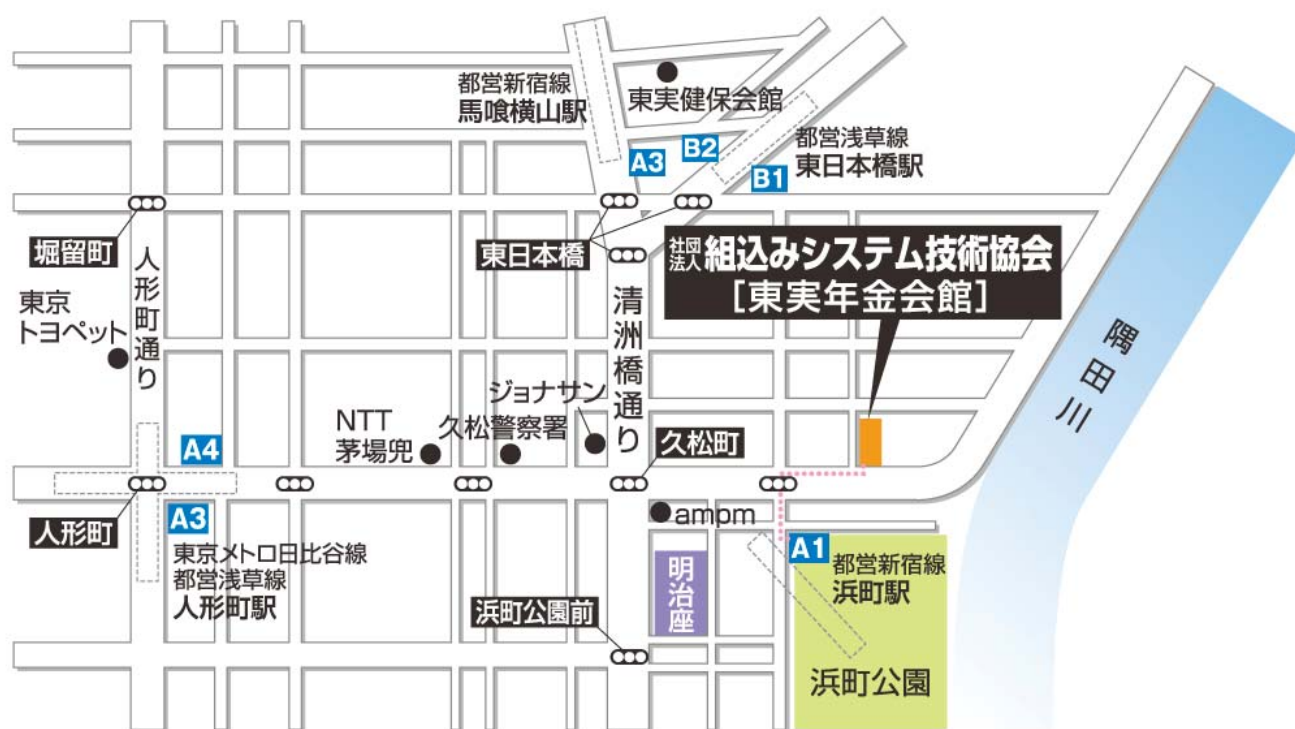 都営新宿線
馬喰横山駅
東実健保会館
A3
B2
B1
都営浅草線
東日本橋駅
堀留町
東日本橋
社団法人 組込みシステム技術協会
［東実年金会館］
東京
トヨペット
人形町通り
清洲橋通り
隅田川
ジョナサン
NTT
茅場兜
久松警察署
久松町
A4
人形町
A3
東京メトロ日比谷線
都営浅草線
人形町駅
ampm
明治座
A1
都営新宿線
浜町駅
浜町公園前
浜町公園